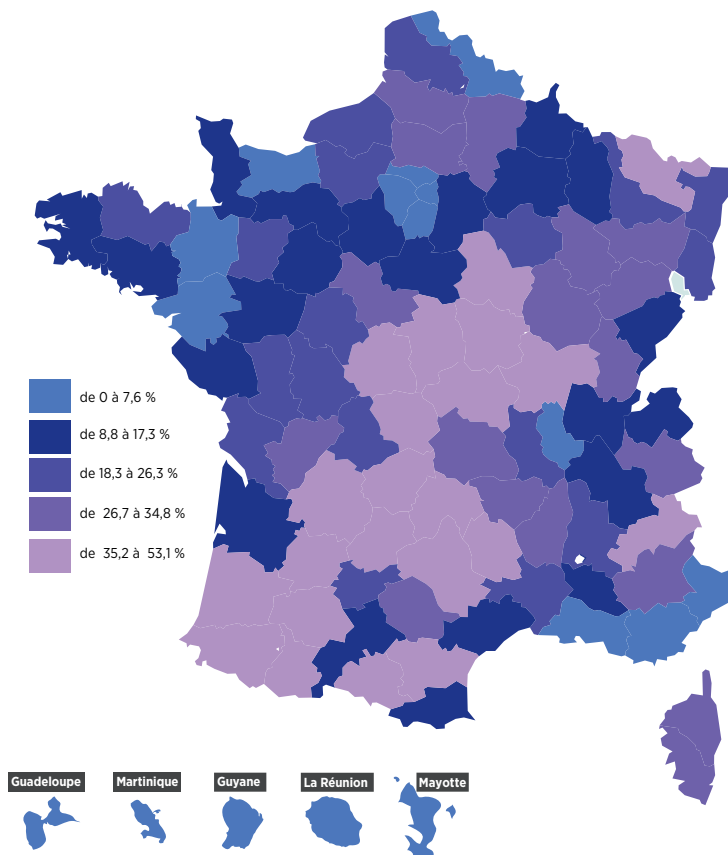 de 0 à 7,6 %
de 8,8 à 17,3 %
de 18,3 à 26,3 %
de 26,7 à 34,8 %
de 35,2 à 53,1 %
Guadeloupe Martinique Guyane La Réunion Mayotte